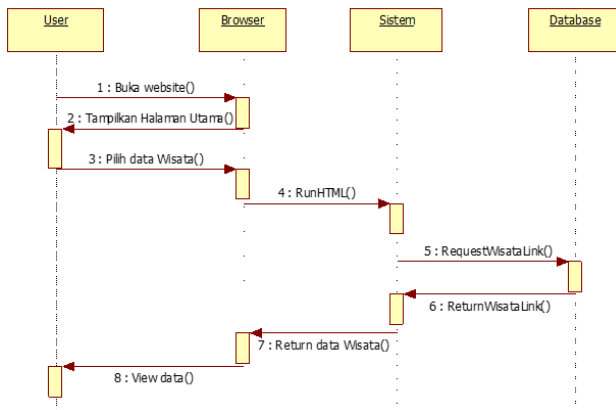 User
Browser
Sistem
Database
1 : Buka website()
2 : Tampilkan Halaman Utama()
3 : Pilih data Wisata()
4 : RunHTML()
5 : RequestWisataLink()
6 : ReturnWisataLink()
7 : Return data Wisata()
8 : View data()